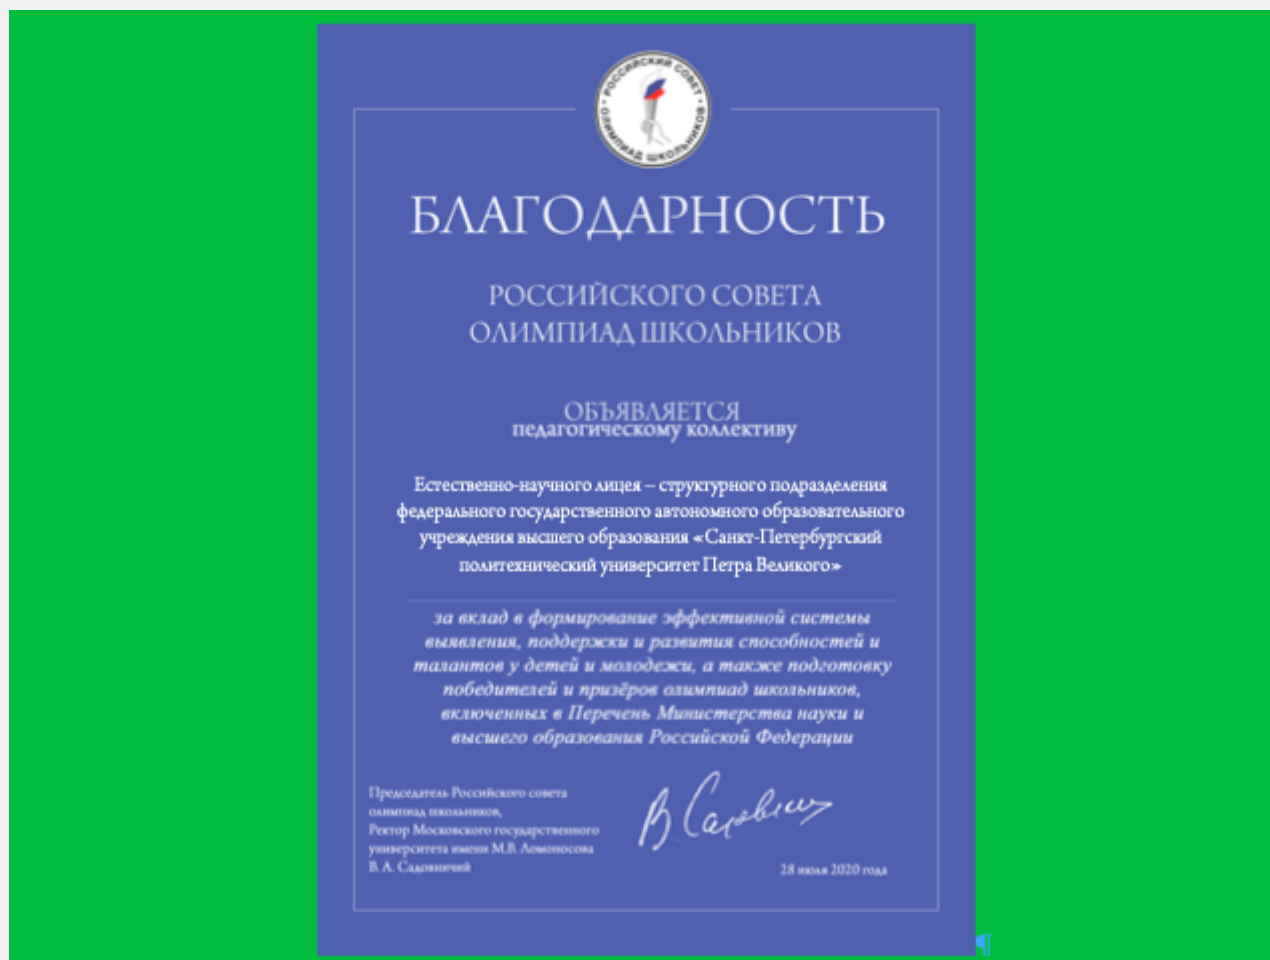 РОССИЙСКИЙ СОВЕТ
ОЛИМПИАД ШКОЛЬНИКОВ
БЛАГОДАРНОСТЬ
РОССИЙСКОГО СОВЕТА
ОЛИМПИАД ШКОЛЬНИКОВ
ОБЪЯВЛЯЕТСЯ
педагогическому коллективу
Естественно-научного лицея – структурного подразделения
федерального государственного автономного образовательного
учреждения высшего образования «Санкт-Петербургский
политехнический университет Петра Великого»
за вклад в формирование эффективной системы
выявления, поддержки и развития способностей и
талантов у детей и молодежи, а также подготовку
победителей и призёров олимпиад школьников,
включенных в Перечень Министерства науки и
высшего образования Российской Федерации
Председатель Российского совета
олимпиад школьников,
Ректор Московского государственного
университета имени М.В. Ломоносова
В. А. Садовничий
В. Садовнич
28 июля 2020 года
¶